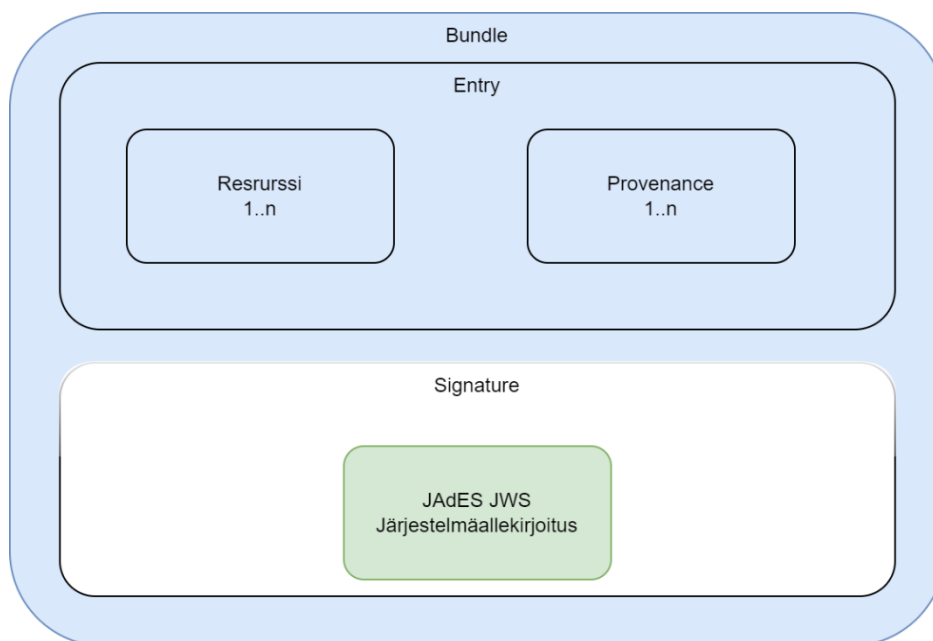 Bundle
Entry
Resrurssi
1..n
Provenance
1..n
Signature
JAdES JWS
Järjestelmäallekirjoitus